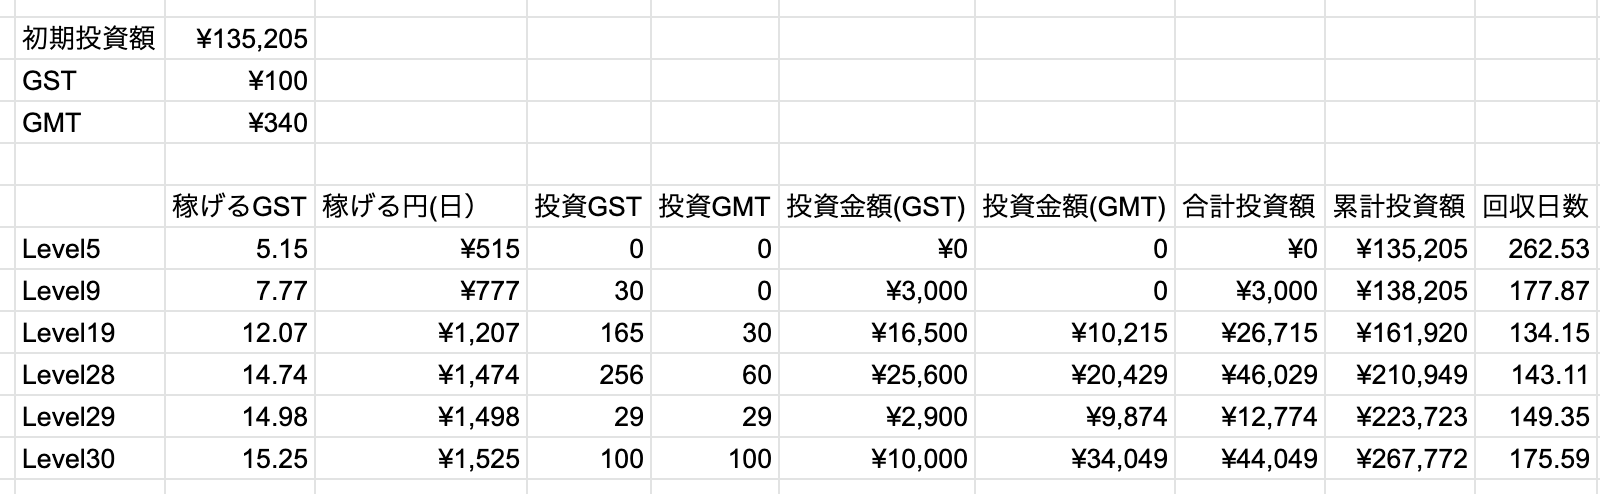 初期投資額 ¥135,205
GST ¥100
GMT ¥340
稼げるGST 稼げる円(日） 投資GST 投資GMT 投資金額(GST) 投資金額(GMT) 合計投資額 累計投資額 回収日数
Level5 5.15 ¥515 0 0 ¥0 0 ¥0 ¥135,205 262.53
Level9 7.77 ¥777 30 0 ¥3,000 0 ¥3,000 ¥138,205 177.87
Level19 12.07 ¥1,207 165 30 ¥16,500 ¥10,215 ¥26,715 ¥161,920 134.15
Level28 14.74 ¥1,474 256 60 ¥25,600 ¥20,429 ¥46,029 ¥210,949 143.11
Level29 14.98 ¥1,498 29 29 ¥2,900 ¥9,874 ¥12,774 ¥223,723 149.35
Level30 15.25 ¥1,525 100 100 ¥10,000 ¥34,049 ¥44,049 ¥267,772 175.59